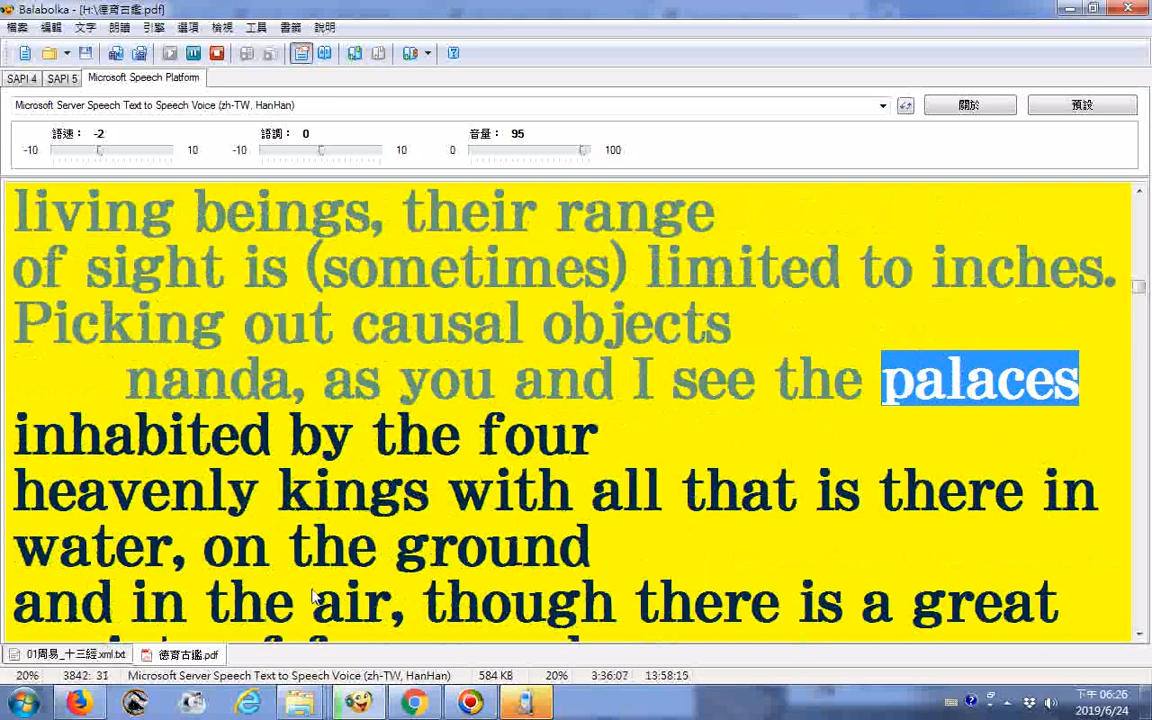 Balabolka - [H:\德育古鑑.pdf]
檔案 編輯 文字 朗讀 引擎 選項 檢視 工具 書籤 說明
SAPI 4 SAPI 5 Microsoft Speech Platform
Microsoft Server Speech Text to Speech Voice (zh-TW, HanHan) 關於 預設
語速： -2 語調： 0 音量： 95
-10 10 -10 10 0 100
living beings, their range
of sight is (sometimes) limited to inches.
Picking out causal objects
nanda, as you and I see the palaces
inhabited by the four
heavenly kings with all that is there in
water, on the ground
and in the air, though there is a great
01周易_十三經.xml.txt 德育古鑑.pdf
20% 3842: 31 Microsoft Server Speech Text to Speech Voice (zh-TW, HanHan) 584 KB 20% 3:36:07 13:58:15
下午 06:26
2019/6/24